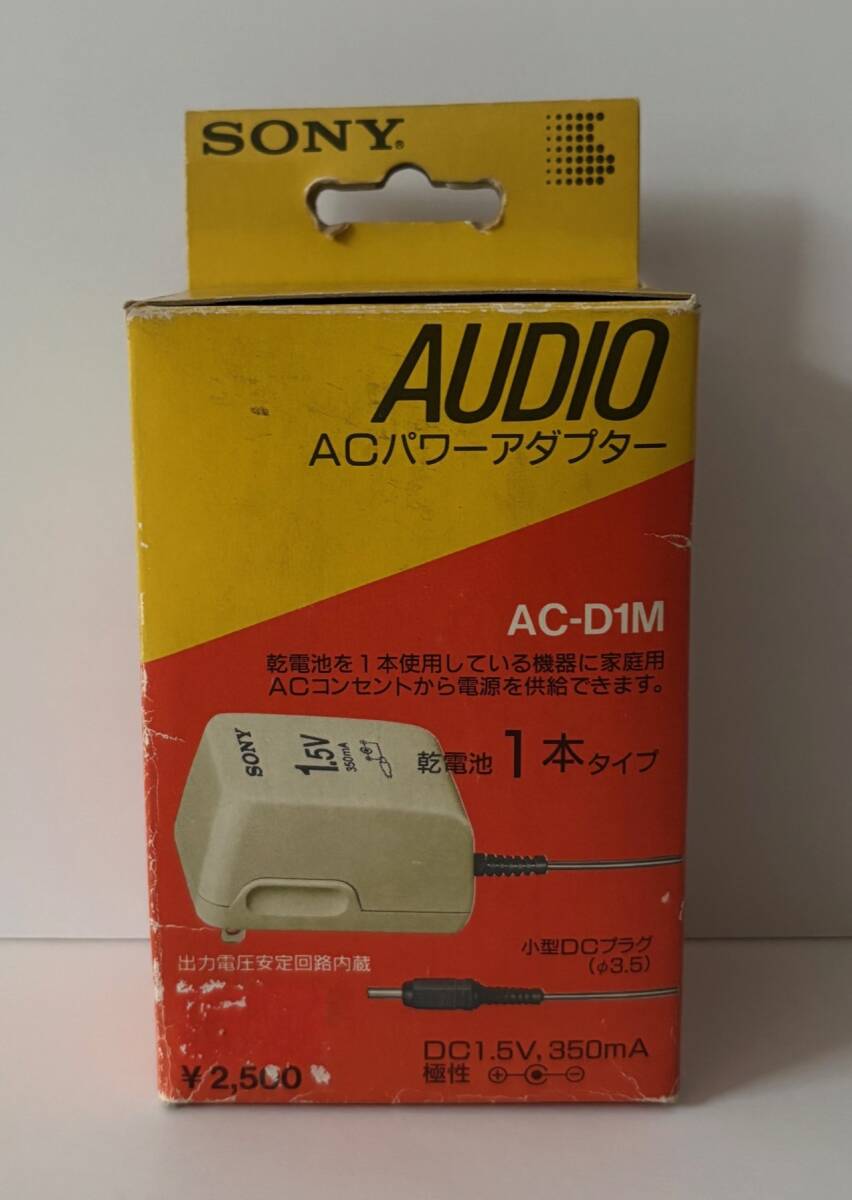 SONY®
AUDIO
ACパワーアダプター
AC-D1M
乾電池を1本使用している機器に家庭用
ACコンセントから電源を供給できます。
乾電池 1本タイプ
SONY
1.5V
350mA
小型DCプラグ
(φ3.5)
出力電圧安定回路内蔵
DC1.5V, 350mA
極性 ⊕-⊖
¥2,500